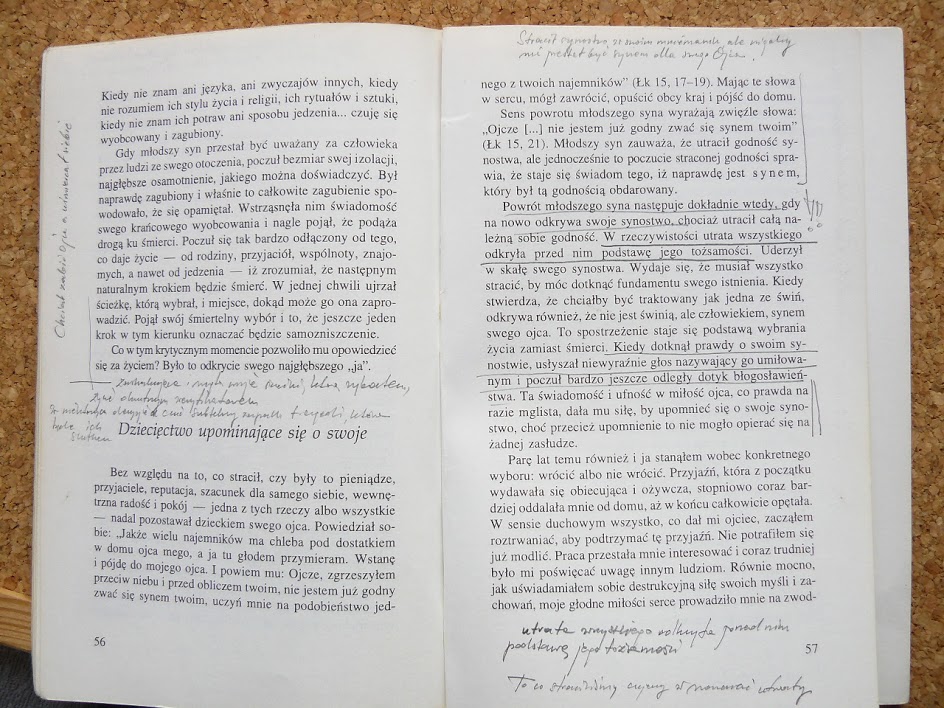 Kiedy nie znam ani języka, ani zwyczajów innych, kiedy
nie rozumiem ich stylu życia i religii, ich rytuałów i sztuki,
kiedy nie znam ich potraw ani sposobu jedzenia... czuję się
wyobcowany i zagubiony.
Gdy młodszy syn przestał być uważany za człowieka
przez ludzi ze swego otoczenia, poczuł bezmiar swej izolacji,
najgłębsze osamotnienie, jakiego można doświadczyć. Był
naprawdę zagubiony i właśnie to całkowite zagubienie spo-
wodowało, że się opamiętał. Wstrząsnęła nim świadomość
swego krańcowego wyobcowania i nagle pojął, że podąża
drogą ku śmierci. Poczuł się tak bardzo odłączony od tego,
co daje życie — od rodziny, przyjaciół, wspólnoty, znajo-
mych, a nawet od jedzenia — iż zrozumiał, że następnym
naturalnym krokiem będzie śmierć. W jednej chwili ujrzał
ścieżkę, którą wybrał, i miejsce, dokąd może go ona zapro-
wadzić. Pojął swój śmiertelny wybór i to, że jeszcze jeden
krok w tym kierunku oznaczać będzie samozniszczenie.
Co w tym krytycznym momencie pozwoliło mu opowiedzieć
się za życiem? Było to odkrycie swego najgłębszego „ja”.
Dziecięctwo upominające się o swoje
Bez względu na to, co stracił, czy były to pieniądze,
przyjaciele, reputacja, szacunek dla samego siebie, wewnę-
trzna radość i pokój — jedna z tych rzeczy albo wszystkie
— nadal pozostawał dzieckiem swego ojca. Powiedział so-
bie: „Jakże wielu najemników ma chleba pod dostatkiem
w domu ojca mego, a ja tu głodem przymieram. Wstanę
i pójdę do mojego ojca. I powiem mu: Ojcze, zgrzeszyłem
przeciw niebu i przed obliczem twoim, nie jestem już godny
zwać się synem twoim, uczyń mnie na podobieństwo jed-
56
Stracił synostwo w swoim mniemaniu ale nigdy
nie przestał być synem dla swego Ojca.
nego z twoich najemników” (Łk 15, 17–19). Mając te słowa
w sercu, mógł zawrócić, opuścić obcy kraj i pójść do domu.
Sens powrotu młodszego syna wyrażają zwięźle słowa:
„Ojcze [...] nie jestem już godny zwać się synem twoim”
(Łk 15, 21). Młodszy syn zauważa, że utracił godność sy-
nostwa, ale jednocześnie to poczucie straconej godności spra-
wia, że staje się świadom tego, iż naprawdę jest synem,
który był tą godnością obdarowany.
Powrót młodszego syna następuje dokładnie wtedy, gdy
na nowo odkrywa swoje synostwo, chociaż utracił całą na-
leżną sobie godność. W rzeczywistości utrata wszystkiego
odkryła przed nim podstawę jego tożsamości. Uderzył
w skałę swego synostwa. Wydaje się, że musiał wszystko
stracić, by móc dotknąć fundamentu swego istnienia. Kiedy
stwierdza, że chciałby być traktowany jak jedna ze świń,
odkrywa również, że nie jest świnią, ale człowiekiem, synem
swego ojca. To spostrzeżenie staje się podstawą wybrania
życia zamiast śmierci. Kiedy dotknął prawdy o swoim sy-
nostwie, usłyszał niewyraźnie głos nazywający go umiłowa-
nym i poczuł bardzo jeszcze odległy dotyk błogosławień-
stwa. Ta świadomość i ufność w miłość ojca, co prawda na
razie mglista, dała mu siłę, by upomnieć się o swoje syno-
stwo, choć przecież upomnienie to nie mogło opierać się na
żadnej zasłudze.
Parę lat temu również i ja stanąłem wobec konkretnego
wyboru: wrócić albo nie wrócić. Przyjaźń, która z początku
wydawała się obiecująca i ożywcza, stopniowo coraz bar-
dziej oddalała mnie od domu, aż w końcu całkowicie opętała.
W sensie duchowym wszystko, co dał mi ojciec, zacząłem
roztrwaniać, aby podtrzymać tę przyjaźń. Nie potrafiłem się
już modlić. Praca przestała mnie interesować i coraz trudniej
było mi poświęcać uwagę innym ludziom. Równie mocno,
jak uświadamiałem sobie destrukcyjną siłę swoich myśli i za-
chowań, moje głodne miłości serce prowadziło mnie na zwod-
utrata wszystkiego odkryła przed nim
podstawę jego tożsamości
57
To co straciliśmy